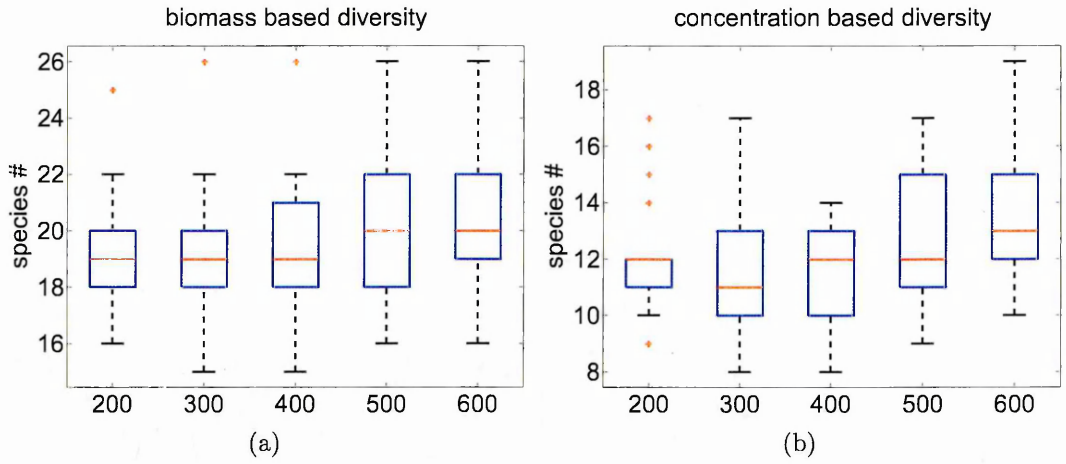 biomass based diversity
species #
26
24
22
20
18
16
200 300 400 500 600
(a)
concentration based diversity
species #
18
16
14
12
10
8
200 300 400 500 600
(b)